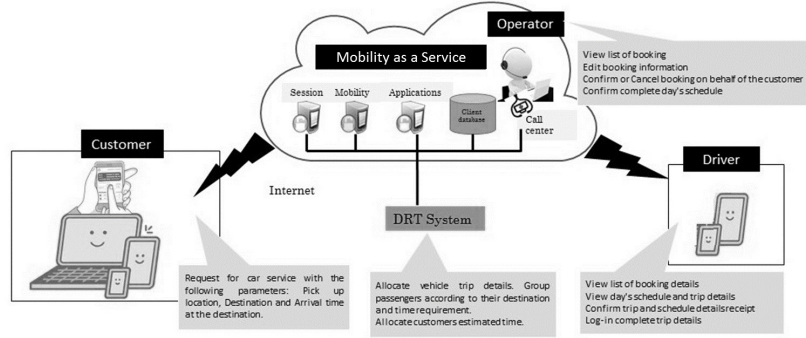 Operator
Mobility as a Service
View list of booking
Edit booking information
Confirm or Cancel booking on behalf of the customer
Confirm complete day's schedule
Session
Mobility
Applications
Client
database
Call
center
Customer
Driver
Internet
DRT System
Request for car service with the
following parameters: Pick up
location, Destination and Arrival time
at the destination.
Allocate vehicle trip details. Group
passengers according to their destination
and time requirement.
Allocate customers estimated time.
View list of booking details
View day's schedule and trip details
Confirm trip and schedule details receipt
Log-in complete trip details